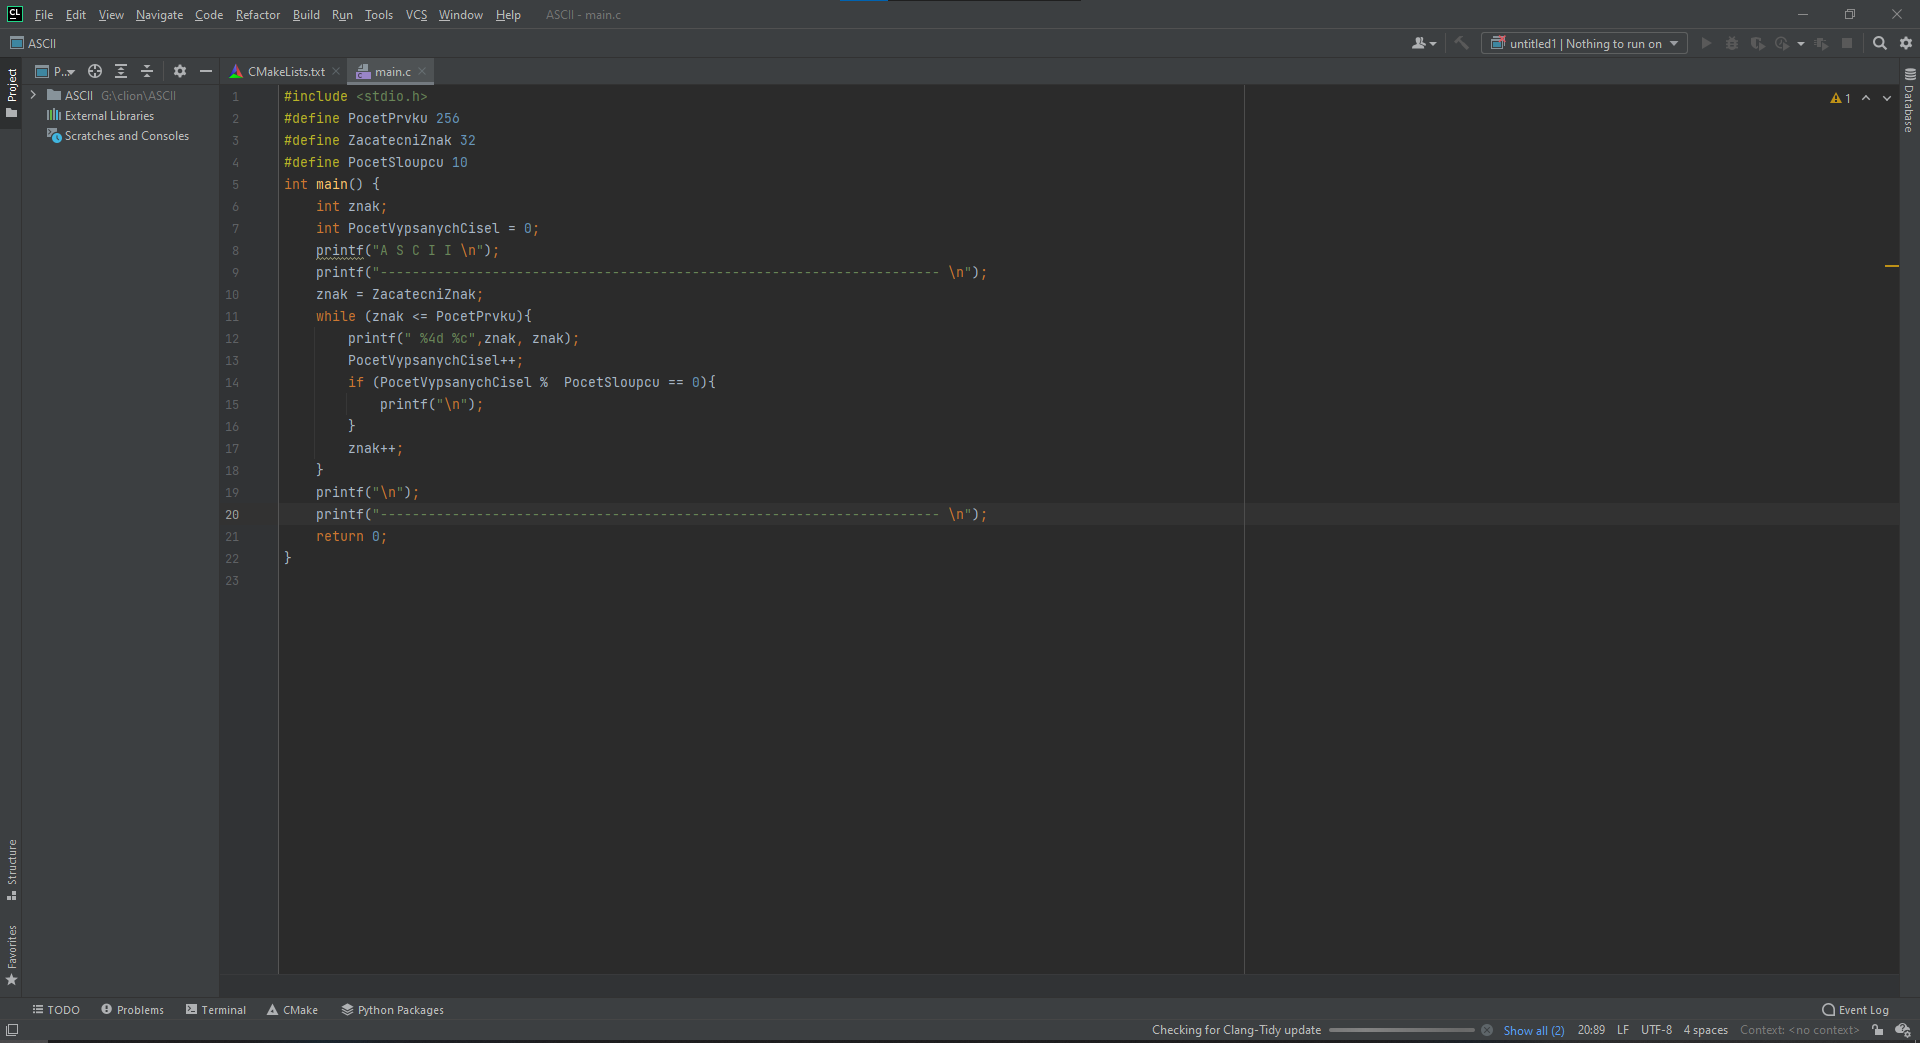 CL File Edit View Navigate Code Refactor Build Run Tools VCS Window Help ASCII - main.c
ASCII untitled1 | Nothing to run on
Project P... CMakeLists.txt main.c
ASCII G:\clion\ASCII
External Libraries
Scratches and Consoles
1 #include <stdio.h>
2 #define PocetPrvku 256
3 #define ZacatecniZnak 32
4 #define PocetSloupcu 10
5 int main() {
6 int znak;
7 int PocetVypsanychCisel = 0;
8 printf("A S C I I \n");
9 printf("---------------------------------------------------------------------- \n");
10 znak = ZacatecniZnak;
11 while (znak <= PocetPrvku){
12 printf(" %4d %c",znak, znak);
13 PocetVypsanychCisel++;
14 if (PocetVypsanychCisel %  PocetSloupcu == 0){
15 printf("\n");
16 }
17 znak++;
18 }
19 printf("\n");
20 printf("---------------------------------------------------------------------- \n");
21 return 0;
22 }
23
1
Database
Structure
Favorites
TODO Problems Terminal CMake Python Packages Event Log
Checking for Clang-Tidy update Show all (2) 20:89 LF UTF-8 4 spaces Context: <no context>